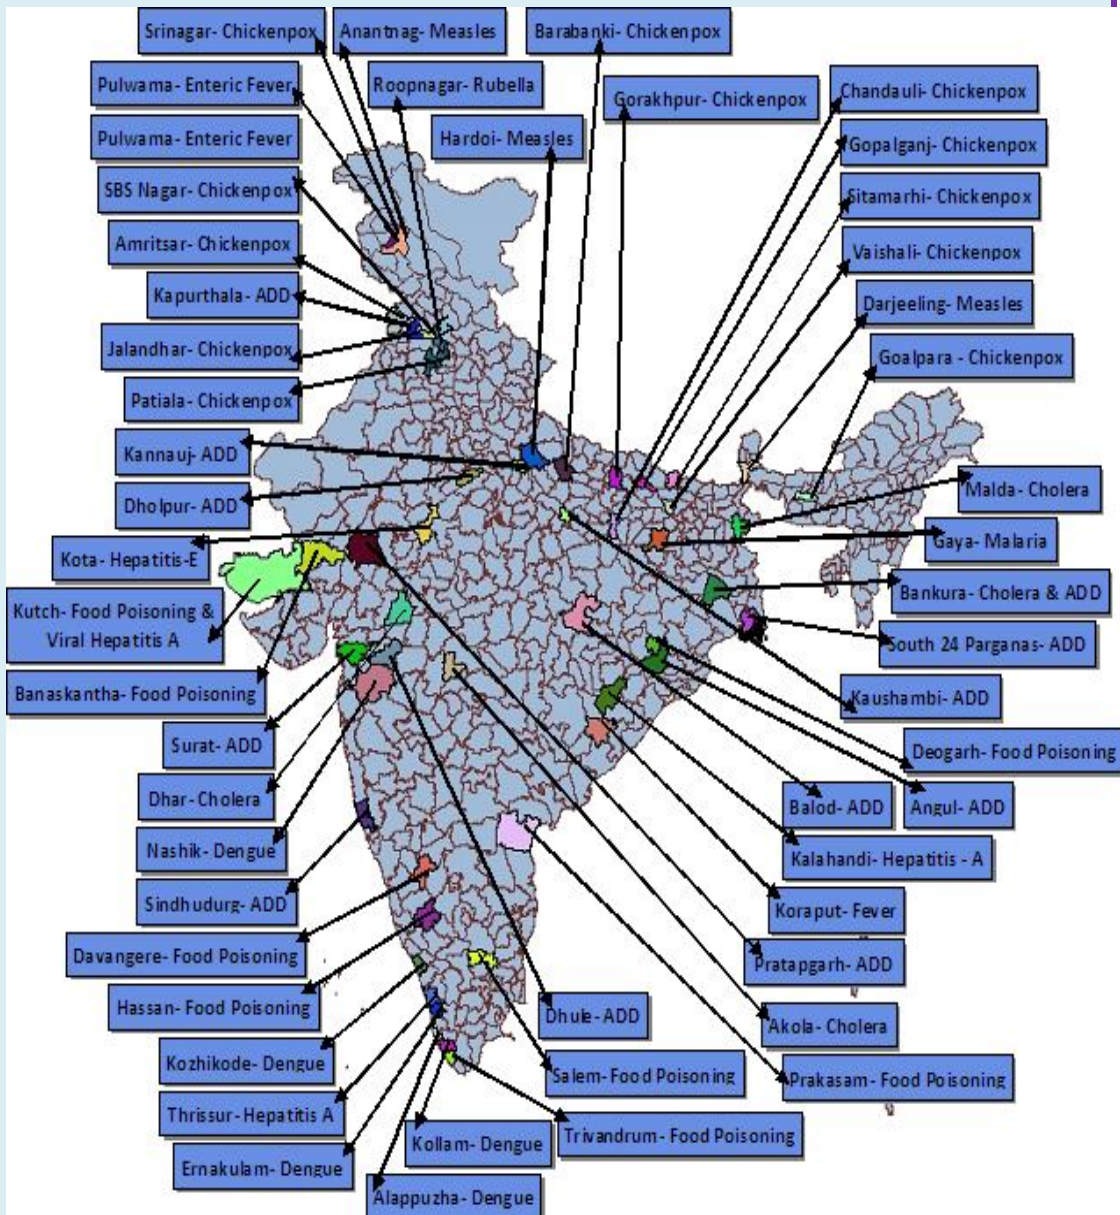 Srinagar- Chickenpox
Anantnag- Measles
Barabanki- Chickenpox
Pulwama- Enteric Fever
Roopnagar- Rubella
Gorakhpur- Chickenpox
Chandauli- Chickenpox
Pulwama- Enteric Fever
Hardoi- Measles
Gopalganj- Chickenpox
SBS Nagar- Chickenpox
Sitamarhi- Chickenpox
Amritsar- Chickenpox
Vaishali- Chickenpox
Kapurthala- ADD
Darjeeling- Measles
Jalandhar- Chickenpox
Goalpara - Chickenpox
Patiala- Chickenpox
Kannauj- ADD
Malda- Cholera
Dholpur- ADD
Gaya- Malaria
Kota- Hepatitis-E
Bankura- Cholera & ADD
Kutch- Food Poisoning &
Viral Hepatitis A
South 24 Parganas- ADD
Banaskantha- Food Poisoning
Kaushambi- ADD
Surat- ADD
Deogarh- Food Poisoning
Dhar- Cholera
Balod- ADD
Angul- ADD
Nashik- Dengue
Kalahandi- Hepatitis - A
Sindhudurg- ADD
Koraput- Fever
Davangere- Food Poisoning
Pratapgarh- ADD
Hassan- Food Poisoning
Dhule- ADD
Akola- Cholera
Kozhikode- Dengue
Salem- Food Poisoning
Prakasam- Food Poisoning
Thrissur- Hepatitis A
Kollam- Dengue
Trivandrum- Food Poisoning
Ernakulam- Dengue
Alappuzha- Dengue